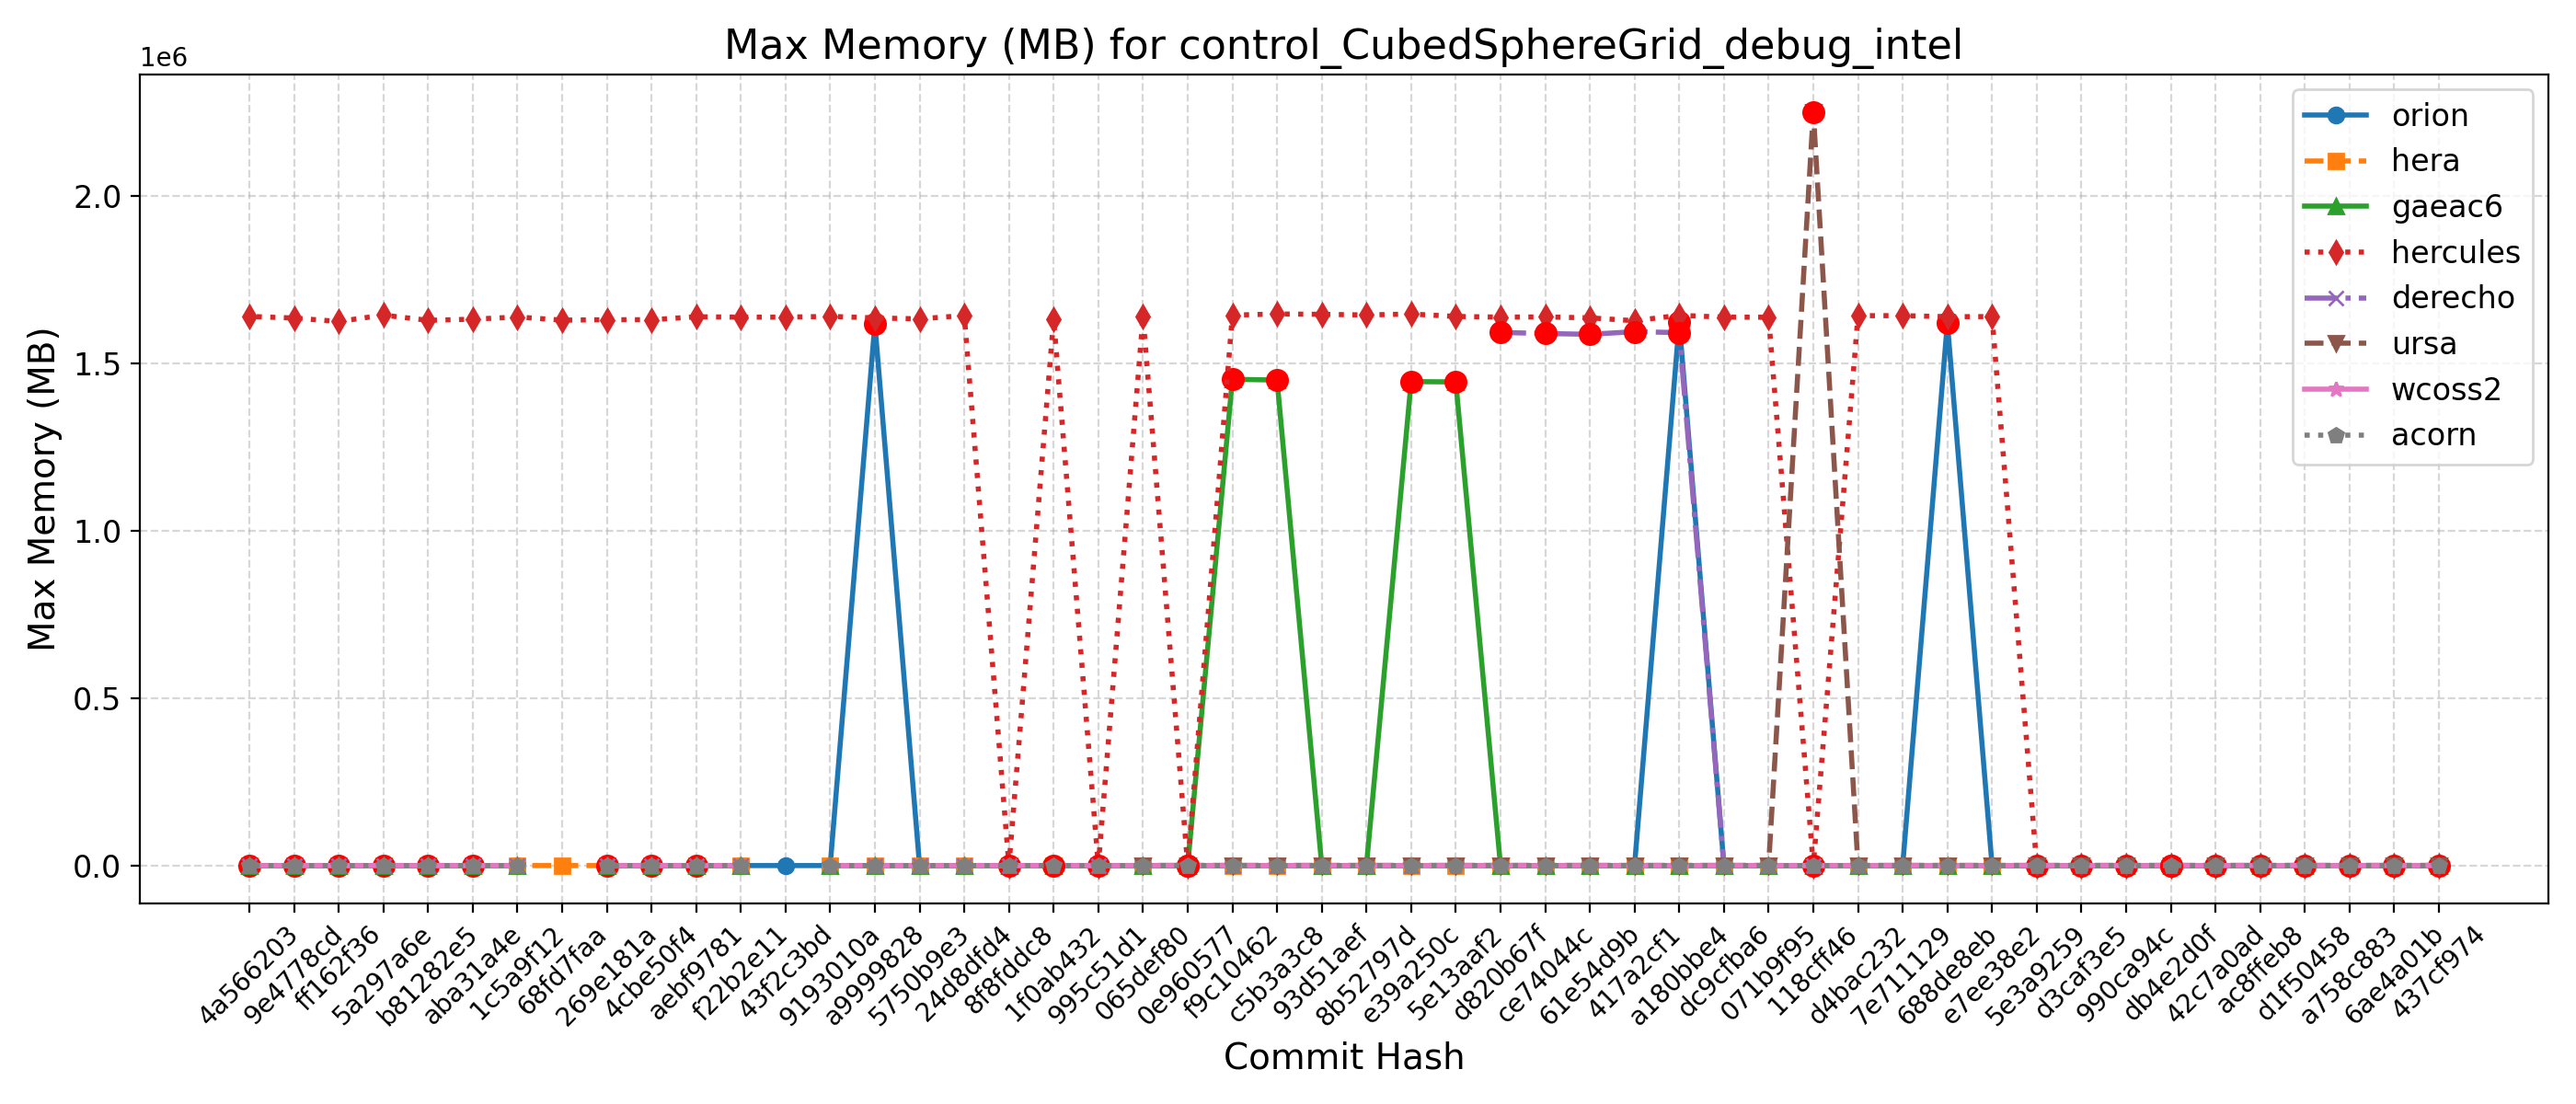 Max Memory (MB) for control_CubedSphereGrid_debug_intel
1e6
2.0
1.5
1.0
0.5
0.0
Max Memory (MB)
orion
hera
gaeac6
hercules
derecho
ursa
wcoss2
acorn
4a566203
9e4778cd
ff162f36
5a297a6e
b81282e5
aba31a4e
1c5a9f12
68fd7faa
269e181a
4cbe50f4
aebf9781
f22b2e11
43f2c3bd
9193010a
a9999828
5750b9e3
24d8dfd4
8f8fddc8
1f0ab432
995c51d1
065def80
0e960577
f9c10462
c5b3a3c8
93d51aef
8b52797d
e39a250c
5e13aaf2
d820b67f
ce74044c
61e54d9b
417a2cf1
a180bbe4
dc9cfba6
071b9f95
118cff46
d4bac232
7e711129
688de8eb
e7ee38e2
5e3a9259
d3caf3e5
990ca94c
db4e2d0f
42c7a0ad
ac8ffeb8
d1f50458
a758c883
6ae4a01b
437cf974
Commit Hash